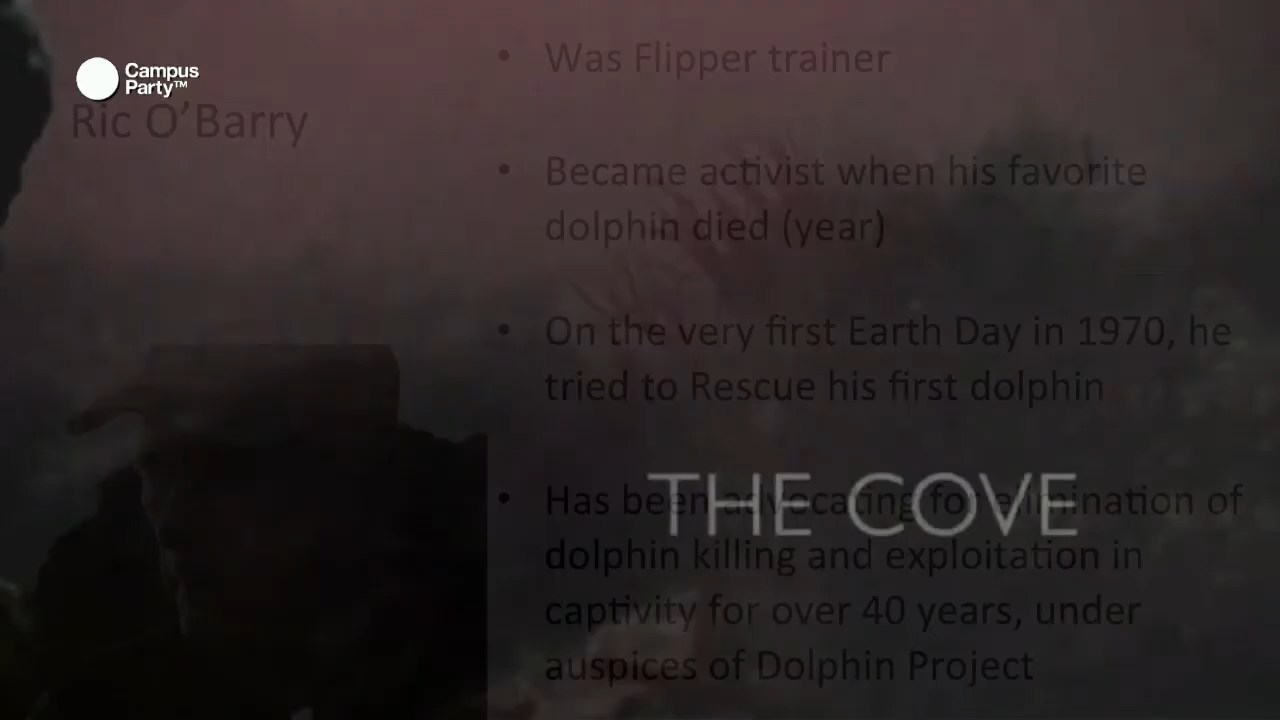 Campus
Party™
Ric O’Barry
• Was Flipper trainer
• Became activist when his favorite
dolphin died (year)
• On the very first Earth Day in 1970, he
tried to Rescue his first dolphin
• Has been advocating for elimination of
dolphin killing and exploitation in
captivity for over 40 years, under
auspices of Dolphin Project
THE COVE